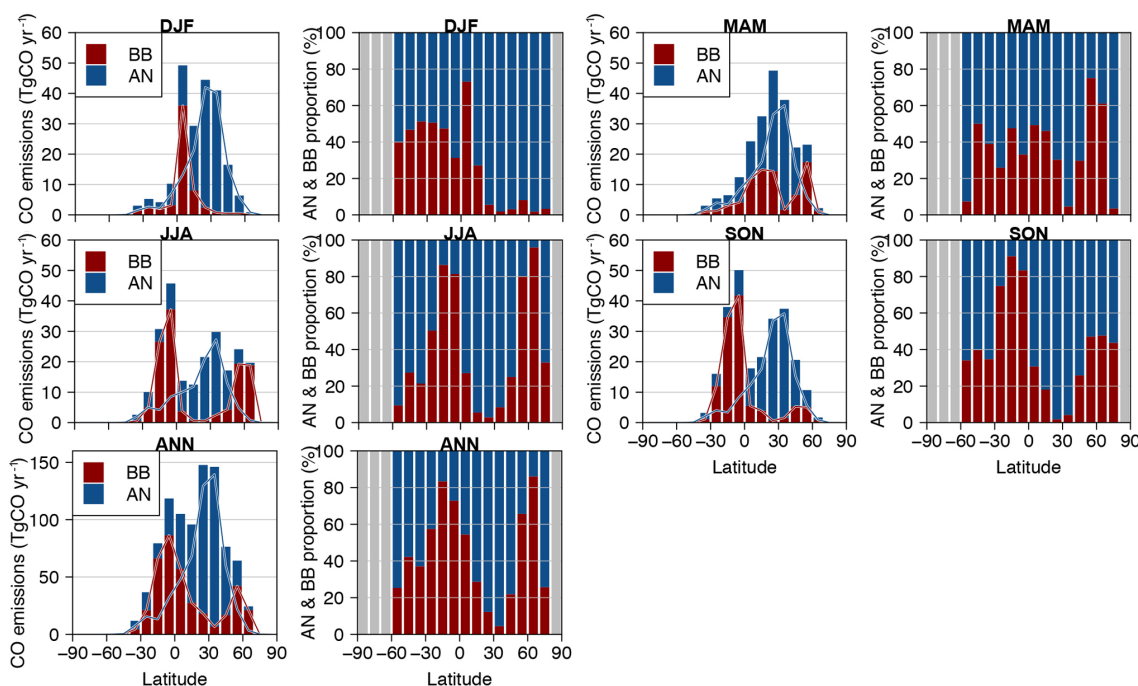 DJF
CO emissions (TgCO yr⁻¹)
60
50
40
30
20
10
0
BB
AN
DJF
AN & BB proportion (%)
100
80
60
40
20
0
MAM
CO emissions (TgCO yr⁻¹)
60
50
40
30
20
10
0
BB
AN
MAM
AN & BB proportion (%)
100
80
60
40
20
0
JJA
CO emissions (TgCO yr⁻¹)
60
50
40
30
20
10
0
BB
AN
JJA
AN & BB proportion (%)
100
80
60
40
20
0
SON
CO emissions (TgCO yr⁻¹)
60
50
40
30
20
10
0
BB
AN
−90 −60 −30 0 30 60 90
Latitude
SON
AN & BB proportion (%)
100
80
60
40
20
0
−90 −60 −30 0 30 60 90
Latitude
ANN
CO emissions (TgCO yr⁻¹)
150
100
50
0
BB
AN
−90 −60 −30 0 30 60 90
Latitude
ANN
AN & BB proportion (%)
100
80
60
40
20
0
−90 −60 −30 0 30 60 90
Latitude